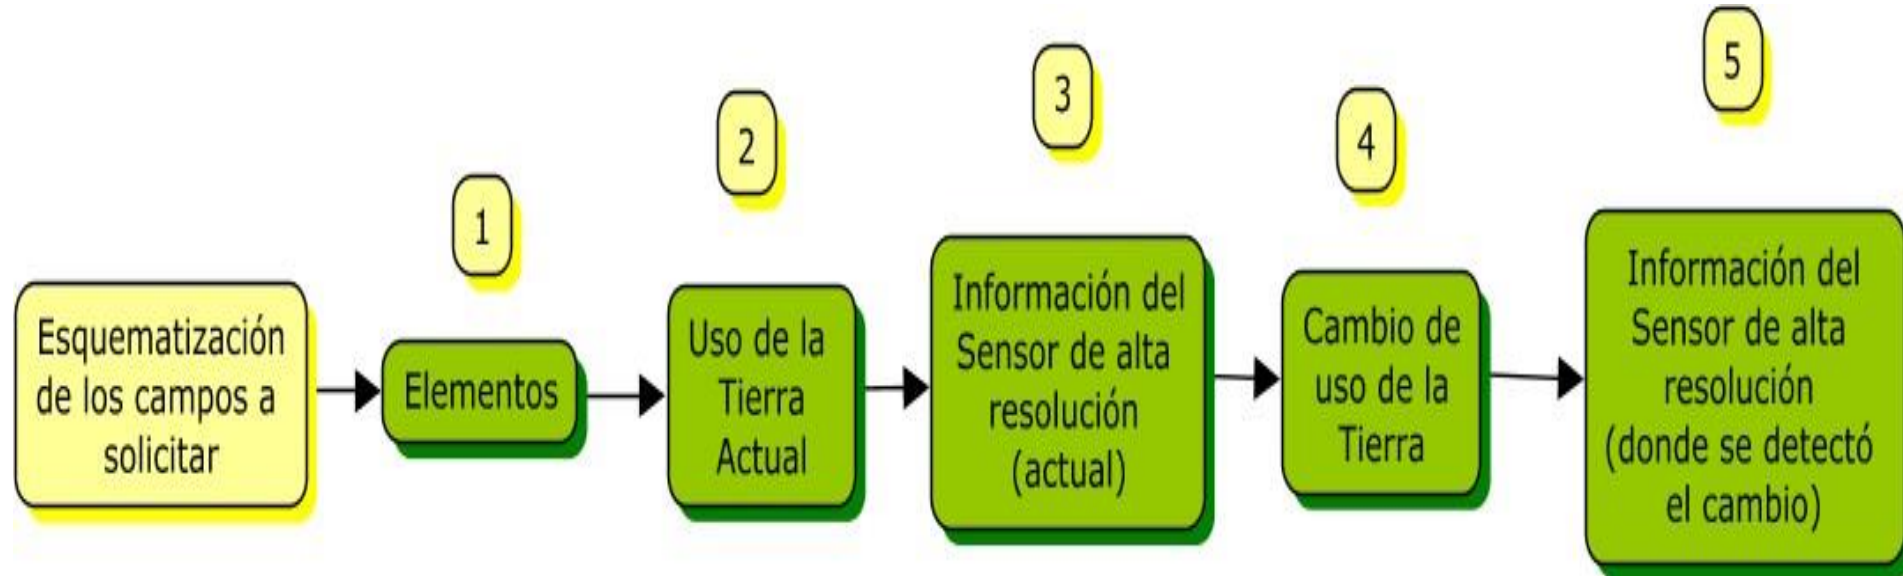 Esquematización
de los campos a
solicitar
1
Elementos
2
Uso de la
Tierra
Actual
3
Información del
Sensor de alta
resolución
(actual)
4
Cambio de
uso de la
Tierra
5
Información del
Sensor de alta
resolución
(donde se detectó
el cambio)